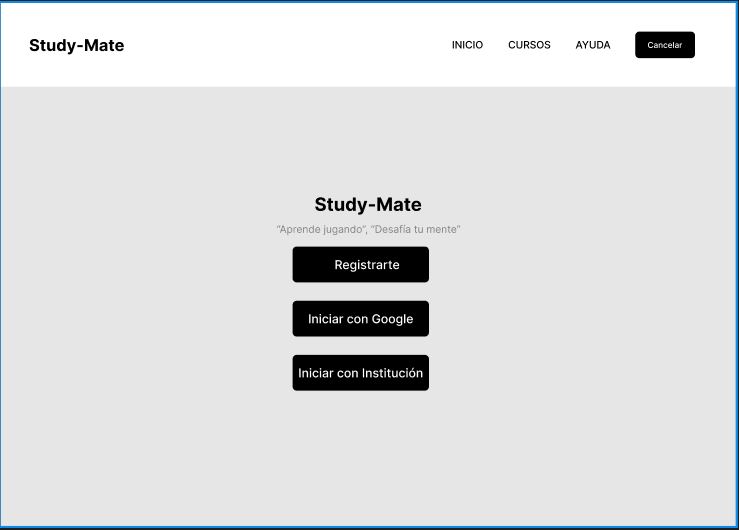 Study-Mate
INICIO CURSOS AYUDA Cancelar
Study-Mate
“Aprende jugando”, “Desafía tu mente”
Registrarte
Iniciar con Google
Iniciar con Institución